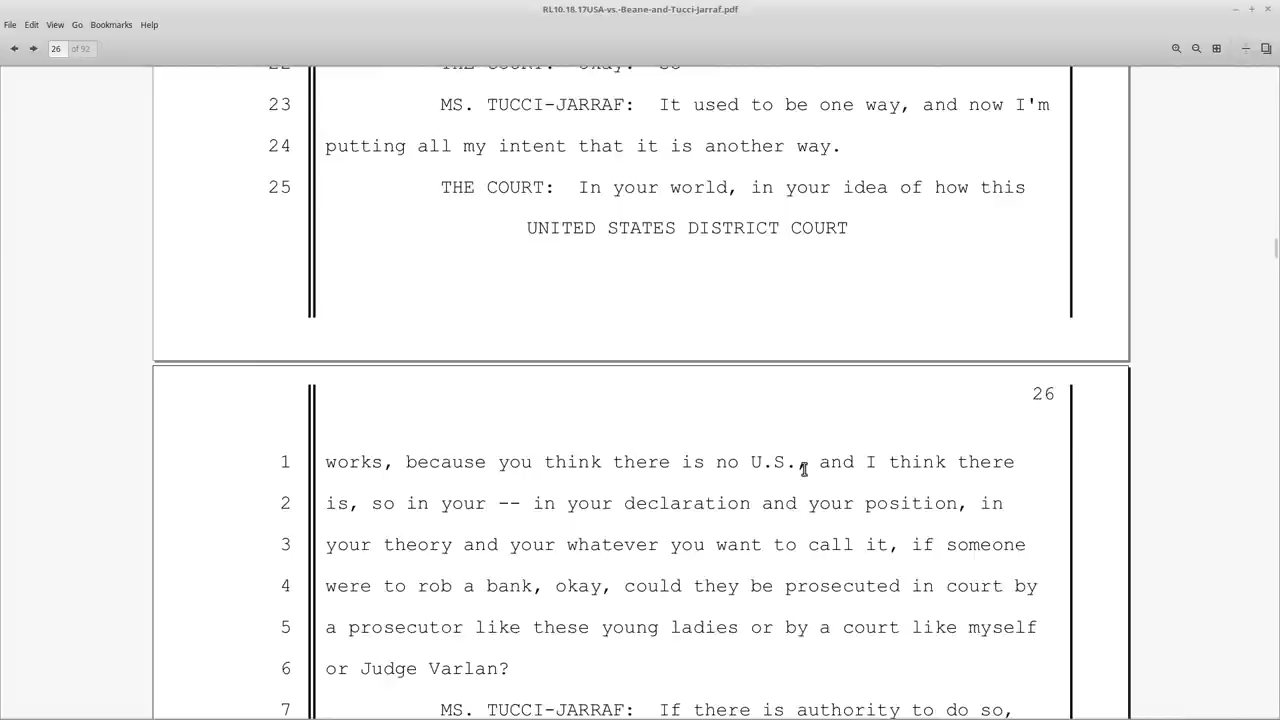 RL10.18.17USA-vs.-Beane-and-Tucci-Jarraf.pdf
File Edit View Go Bookmarks Help
26 of 92
22 THE COURT: Okay. So
23 MS. TUCCI-JARRAF: It used to be one way, and now I'm
24 putting all my intent that it is another way.
25 THE COURT: In your world, in your idea of how this
UNITED STATES DISTRICT COURT
26
1 works, because you think there is no U.S., and I think there
2 is, so in your -- in your declaration and your position, in
3 your theory and your whatever you want to call it, if someone
4 were to rob a bank, okay, could they be prosecuted in court by
5 a prosecutor like these young ladies or by a court like myself
6 or Judge Varlan?
7 MS. TUCCI-JARRAF: If there is authority to do so,